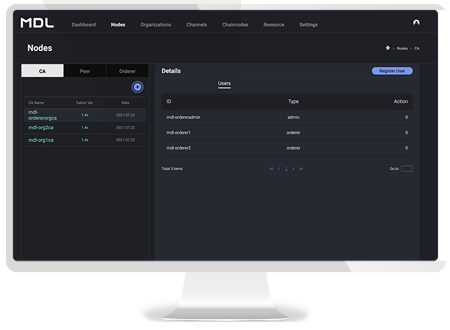 MDL
Dashboard Nodes Organizations Channels Chaincodes Resource Settings
Nodes
Nodes CA
CA Peer Orderer
Details
Register User
Users
CA Name Fabric Ver Date
mdl-ordererorgca 1.4x 2021.07.22
mdl-org2ca 1.4x 2021.07.22
mdl-org1ca 1.4x 2021.07.22
ID Type Action
mdl-ordereradmin admin 0
mdl-orderer1 orderer 0
mdl-orderer2 orderer 0
Total 3 items
1
Go to